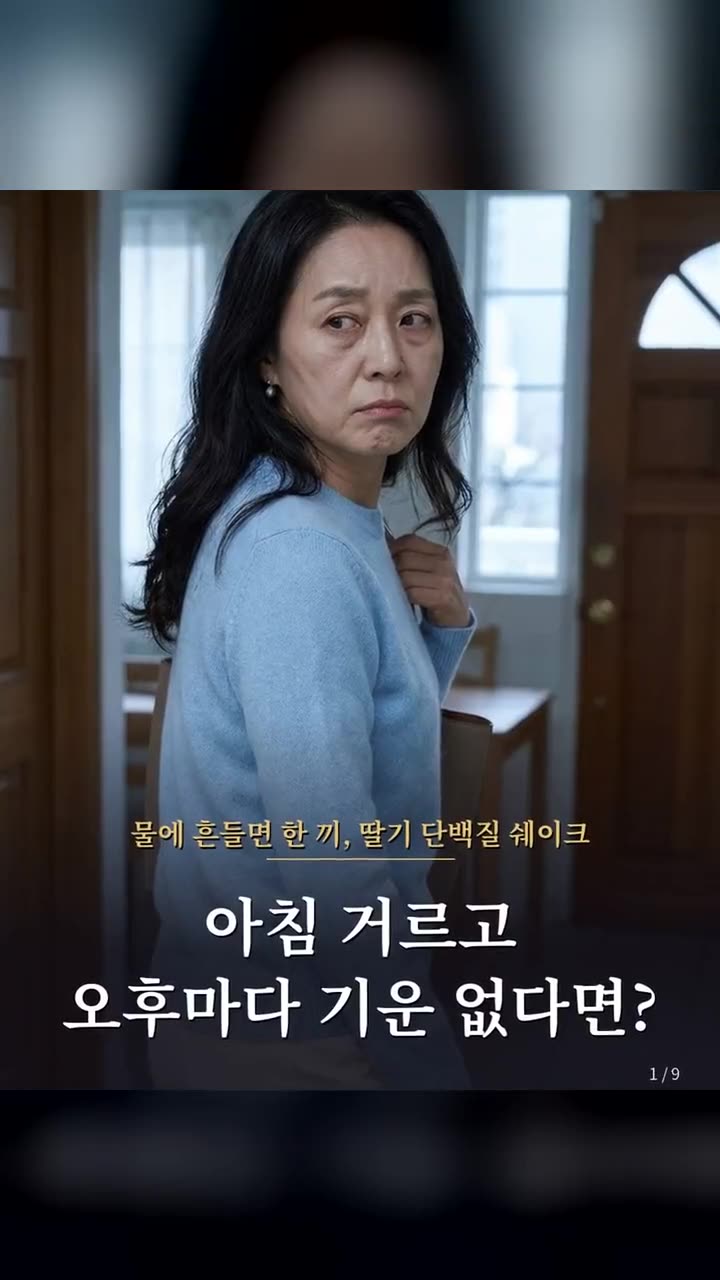 물에 흔들면 한 끼, 딸기 단백질 쉐이크
아침 거르고
오후마다 기운 없다면?
1/9